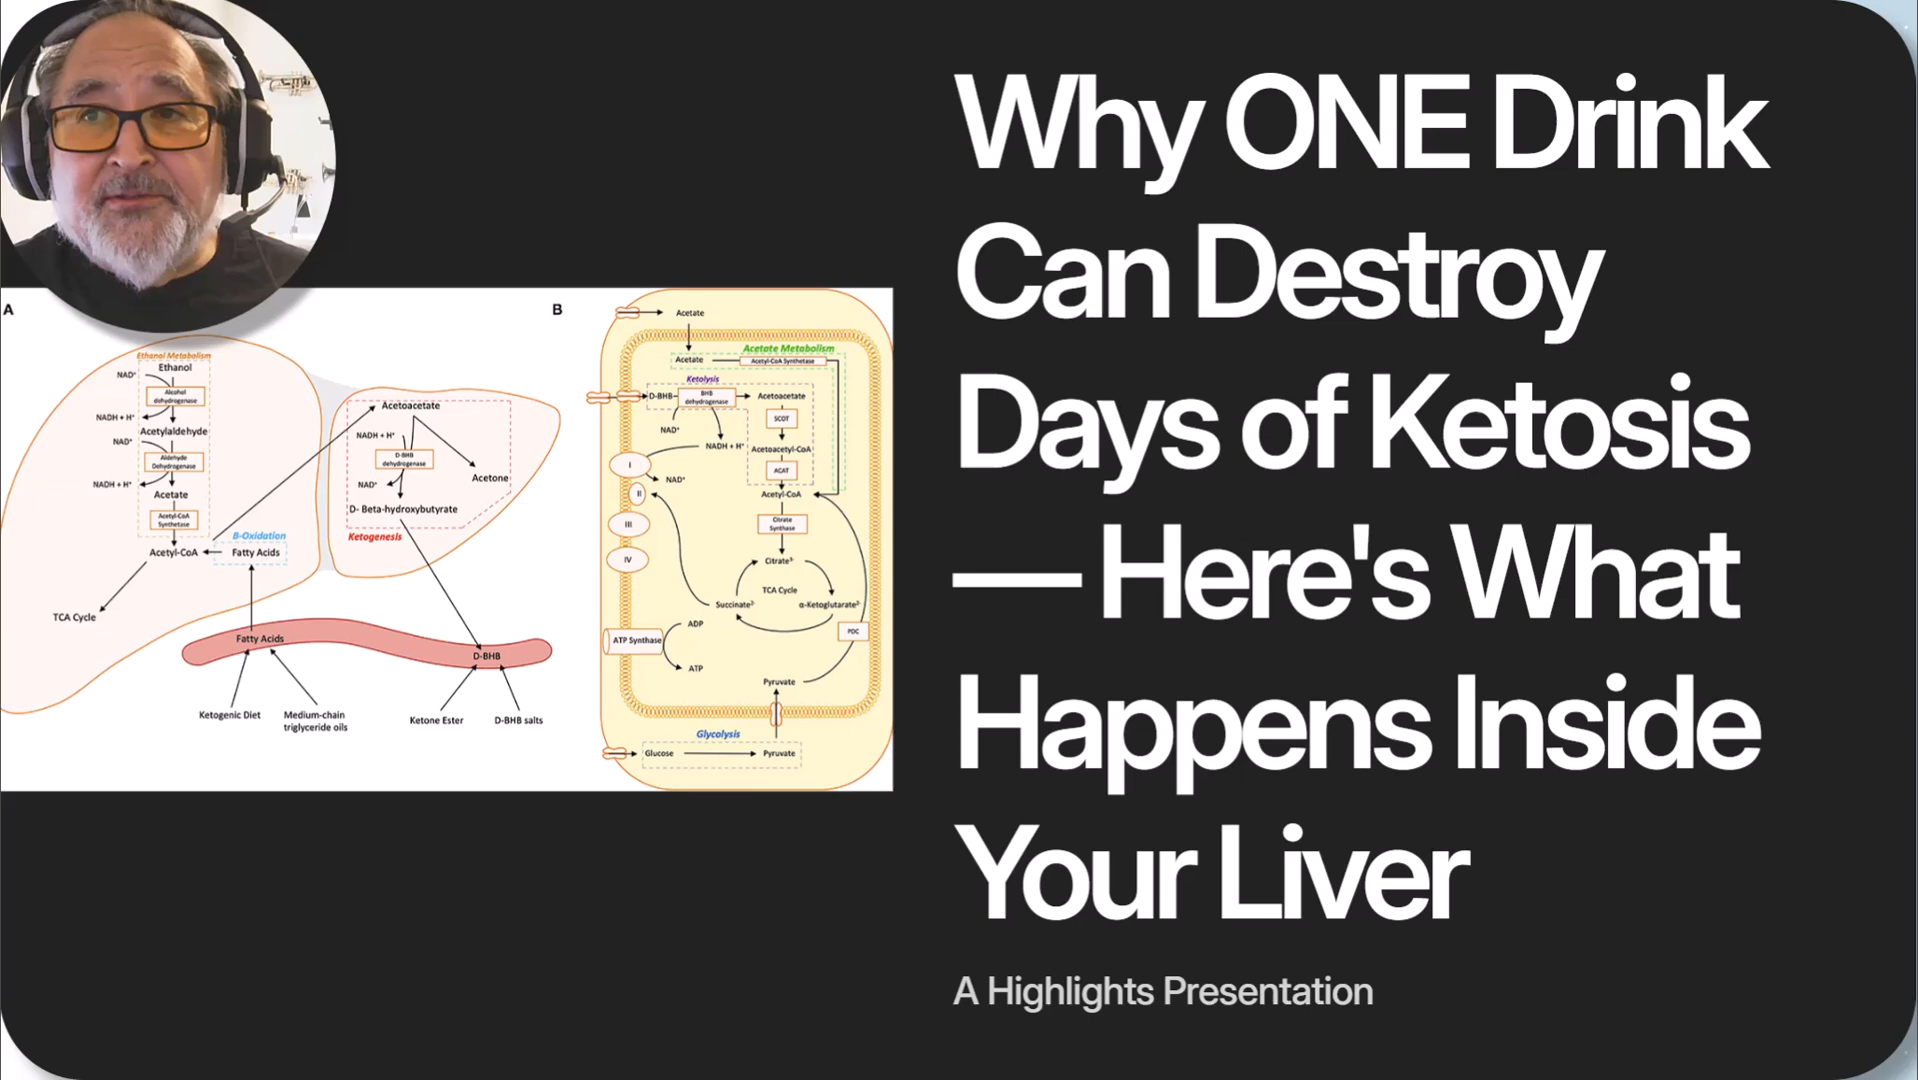 Why ONE Drink
Can Destroy
Days of Ketosis
— Here's What
Happens Inside
Your Liver
A Highlights Presentation
A
Ethanol Metabolism
Ethanol
NAD⁺
Alcohol
dehydrogenase
NADH + H⁺
Acetylaldehyde
NAD⁺
Aldehyde
Dehydrogenase
NADH + H⁺
Acetate
Acetyl-CoA
Synthetase
Acetyl-CoA
B-Oxidation
Fatty Acids
TCA Cycle
Acetoacetate
NADH + H⁺
D-BHB
dehydrogenase
NAD⁺
Acetone
D- Beta-hydroxybutyrate
Ketogenesis
Fatty Acids
D-BHB
Ketogenic Diet
Medium-chain
triglyceride oils
Ketone Ester
D-BHB salts
B
Acetate
Acetate Metabolism
Acetate
Acetyl-CoA Synthetase
Ketolysis
D-BHB
BHB
dehydrogenase
Acetoacetate
SCOT
NAD⁺
NADH + H⁺
Acetoacetyl-CoA
ACAT
I
NAD⁺
II
Acetyl-CoA
III
Citrate
Synthase
IV
Citrate³⁻
TCA Cycle
Succinate²⁻
α-Ketoglutarate²⁻
ADP
PDC
ATP Synthase
ATP
Pyruvate
Glycolysis
Glucose
Pyruvate